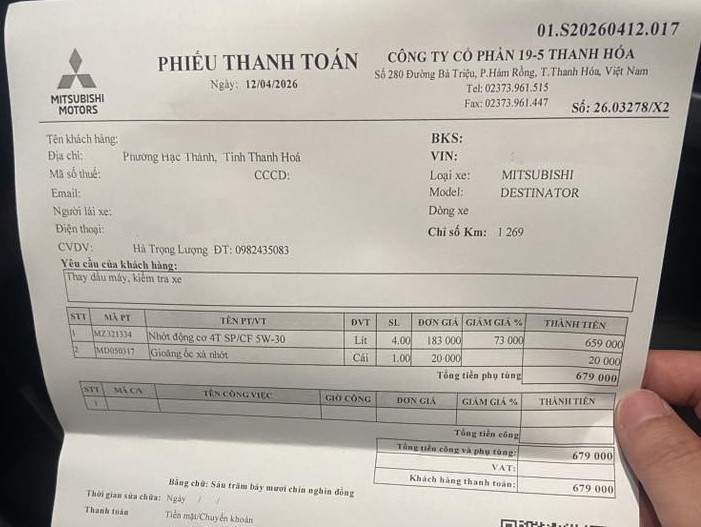 01.S20260412.017
MITSUBISHI
MOTORS
PHIẾU THANH TOÁN
Ngày: 12/04/2026
CÔNG TY CỔ PHẦN 19-5 THANH HÓA
Số 280 Đường Bà Triệu, P.Hàm Rồng, T.Thanh Hóa, Việt Nam
Tel: 02373.961.515
Fax: 02373.961.447
Số: 26.03278/X2
Tên khách hàng:
Địa chỉ: Phường Hạc Thành, Tỉnh Thanh Hoá
Mã số thuế: CCCD:
Email:
Người lái xe:
Điện thoại:
CVDV: Hà Trọng Lượng ĐT: 0982435083
BKS:
VIN:
Loại xe: MITSUBISHI
Model: DESTINATOR
Dòng xe
Chỉ số Km: 1 269
Yêu cầu của khách hàng:
Thay dầu máy, kiểm tra xe
STT MÃ PT TÊN PT/VT ĐVT SL ĐƠN GIÁ GIẢM GIÁ % THÀNH TIỀN
1 MZ321334 Nhớt động cơ 4T SP/CF 5W-30 Lít 4.00 183 000 73 000 659 000
2 MD050317 Gioăng ốc xả nhớt Cái 1.00 20 000 20 000
Tổng tiền phụ tùng 679 000
STT MÃ C/V TÊN CÔNG VIỆC GIỜ CÔNG ĐƠN GIÁ GIẢM GIÁ % THÀNH TIỀN
1
Tổng tiền công
Tổng tiền công và phụ tùng: 679 000
VAT:
Khách hàng thanh toán: 679 000
Bằng chữ: Sáu trăm bảy mươi chín nghìn đồng
Thời gian sửa chữa: Ngày / /
Thanh toán Tiền mặt/Chuyển khoản